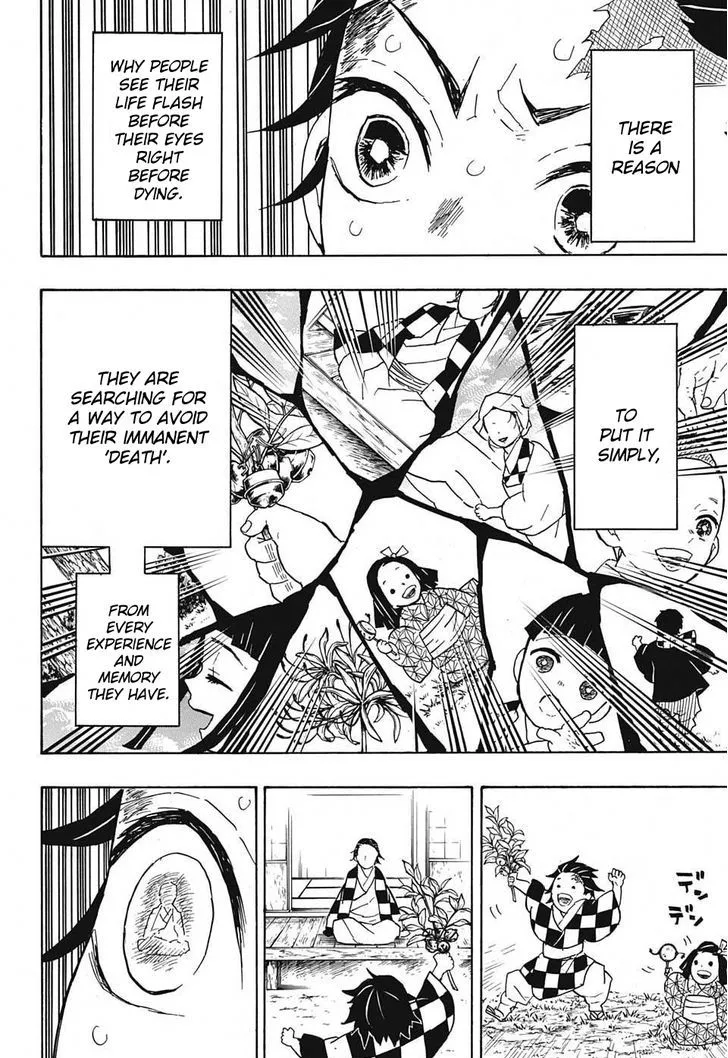 THERE
IS A
REASON
WHY PEOPLE
SEE THEIR
LIFE FLASH
BEFORE
THEIR EYES
RIGHT
BEFORE
DYING.
TO
PUT IT
SIMPLY,
THEY ARE
SEARCHING FOR
A WAY TO AVOID
THEIR IMMANENT
'DEATH'.
FROM
EVERY
EXPERIENCE
AND
MEMORY
THEY HAVE.
デン
デン